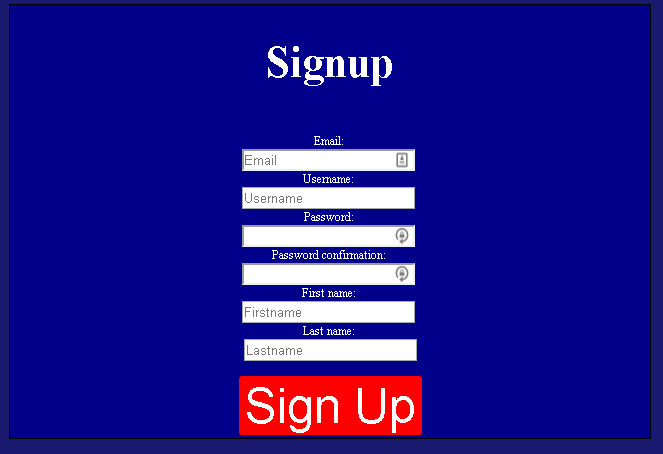 Signup
Email:
Email
Username:
Username
Password:
Password confirmation:
First name:
Firstname
Last name:
Lastname
Sign Up